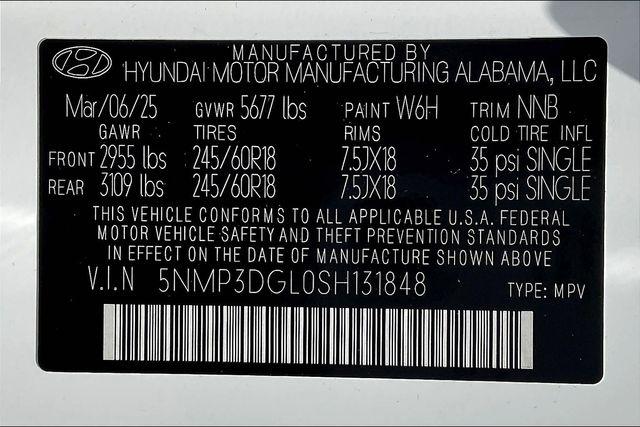 MANUFACTURED BY
HYUNDAI MOTOR MANUFACTURING ALABAMA, LLC
Mar/06/25 GVWR 5677 lbs PAINT W6H TRIM NNB
GAWR TIRES RIMS COLD TIRE INFL
FRONT 2955 lbs 245/60R18 7.5JX18 35 psi SINGLE
REAR 3109 lbs 245/60R18 7.5JX18 35 psi SINGLE
THIS VEHICLE CONFORMS TO ALL APPLICABLE U.S.A. FEDERAL
MOTOR VEHICLE SAFETY AND THEFT PREVENTION STANDARDS
IN EFFECT ON THE DATE OF MANUFACTURE SHOWN ABOVE
V.I.N 5NMP3DGL0SH131848 TYPE: MPV